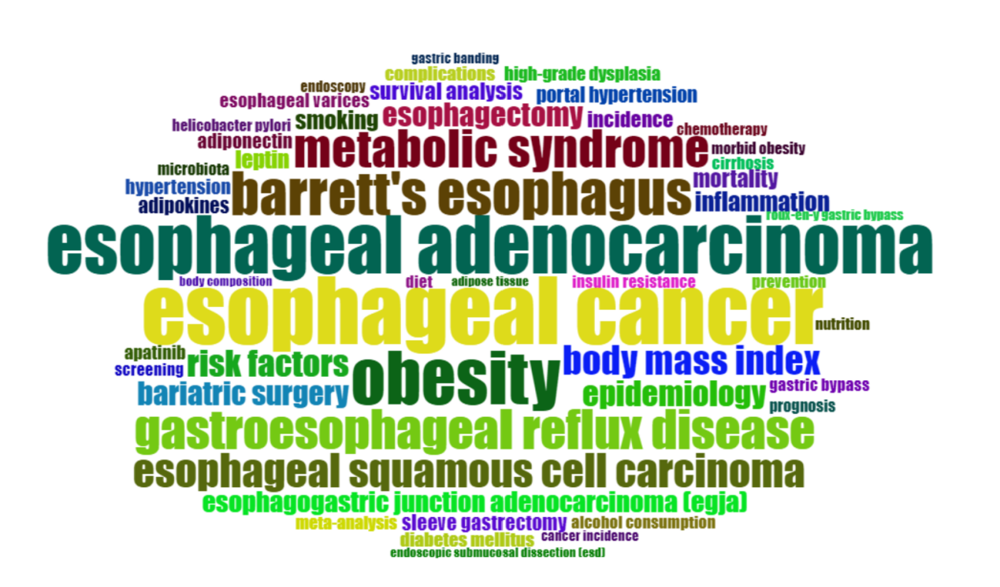 gastric banding
complications high-grade dysplasia
endoscopy survival analysis portal hypertension
esophageal varices
smoking esophagectomy incidence
helicobacter pylori chemotherapy
adiponectin metabolic syndrome morbid obesity
leptin cirrhosis
microbiota mortality
hypertension barrett's esophagus inflammation
adipokines
roux-en-y gastric bypass
esophageal adenocarcinoma
body composition diet adipose tissue insulin resistance prevention
esophageal cancer nutrition
apatinib risk factors obesity body mass index
screening
bariatric surgery epidemiology gastric bypass
prognosis
gastroesophageal reflux disease
esophageal squamous cell carcinoma
esophagogastric junction adenocarcinoma (egja)
meta-analysis sleeve gastrectomy alcohol consumption
diabetes mellitus cancer incidence
endoscopic submucosal dissection (esd)